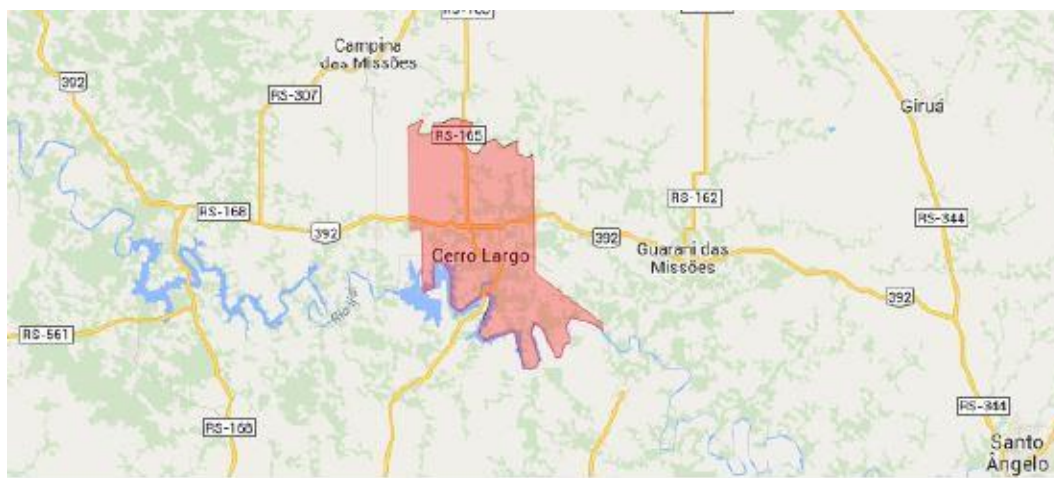 Campina
das Missões
392
RS-307
Giruá
RS-165
RS-162
RS-168
RS-344
392
392
Cerro Largo
Guarani das
Missões
392
RS-561
RS-344
RS-168
Santo
Ângelo